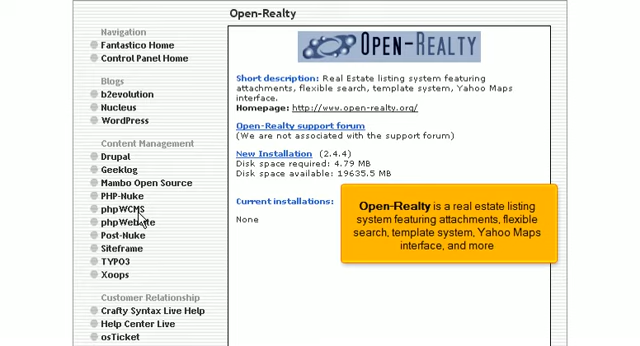 Open-Realty
Navigation
Fantastico Home
Control Panel Home
Blogs
b2evolution
Nucleus
WordPress
Content Management
Drupal
Geeklog
Mambo Open Source
PHP-Nuke
phpWCMS
phpWebsite
Post-Nuke
Siteframe
TYPO3
Xoops
Customer Relationship
Crafty Syntax Live Help
Help Center Live
osTicket
OPEN-REALTY
Short description: Real Estate listing system featuring
attachments, flexible search, template system, Yahoo Maps
interface.
Homepage: http://www.open-realty.org/
Open-Realty support forum
(We are not associated with the support forum)
New Installation (2.4.4)
Disk space required: 4.79 MB
Disk space available: 19635.5 MB
Current installations:
None
Open-Realty is a real estate listing
system featuring attachments, flexible
search, template system, Yahoo Maps
interface, and more